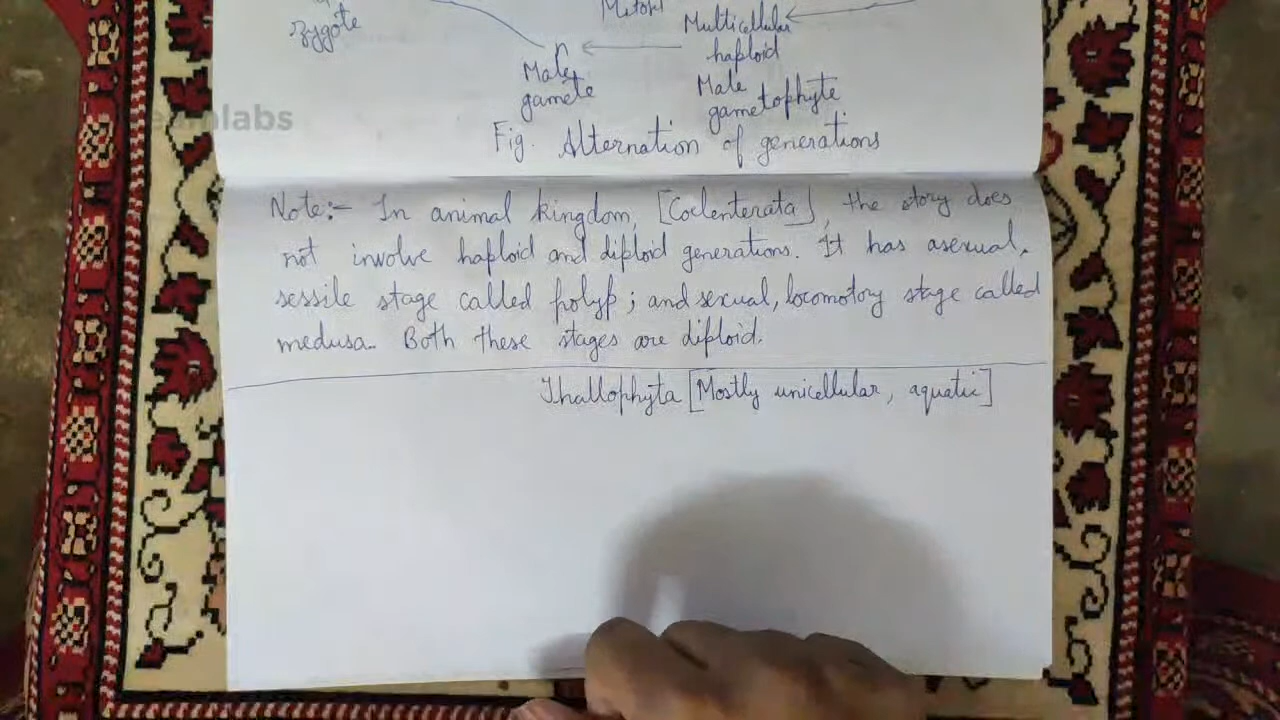 zygote
Mitosi
Multicellular
haploid
n
Male
gamete
Male
gametophyte
labs
Fig. Alternation of generations
Note:- In animal kingdom, [Coelenterata], the story does
not involve haploid and diploid generations. It has asexual,
sessile stage called polyp; and sexual, locomotory stage called
medusa. Both these stages are diploid.
Thallophyta [Mostly unicellular, aquatic]